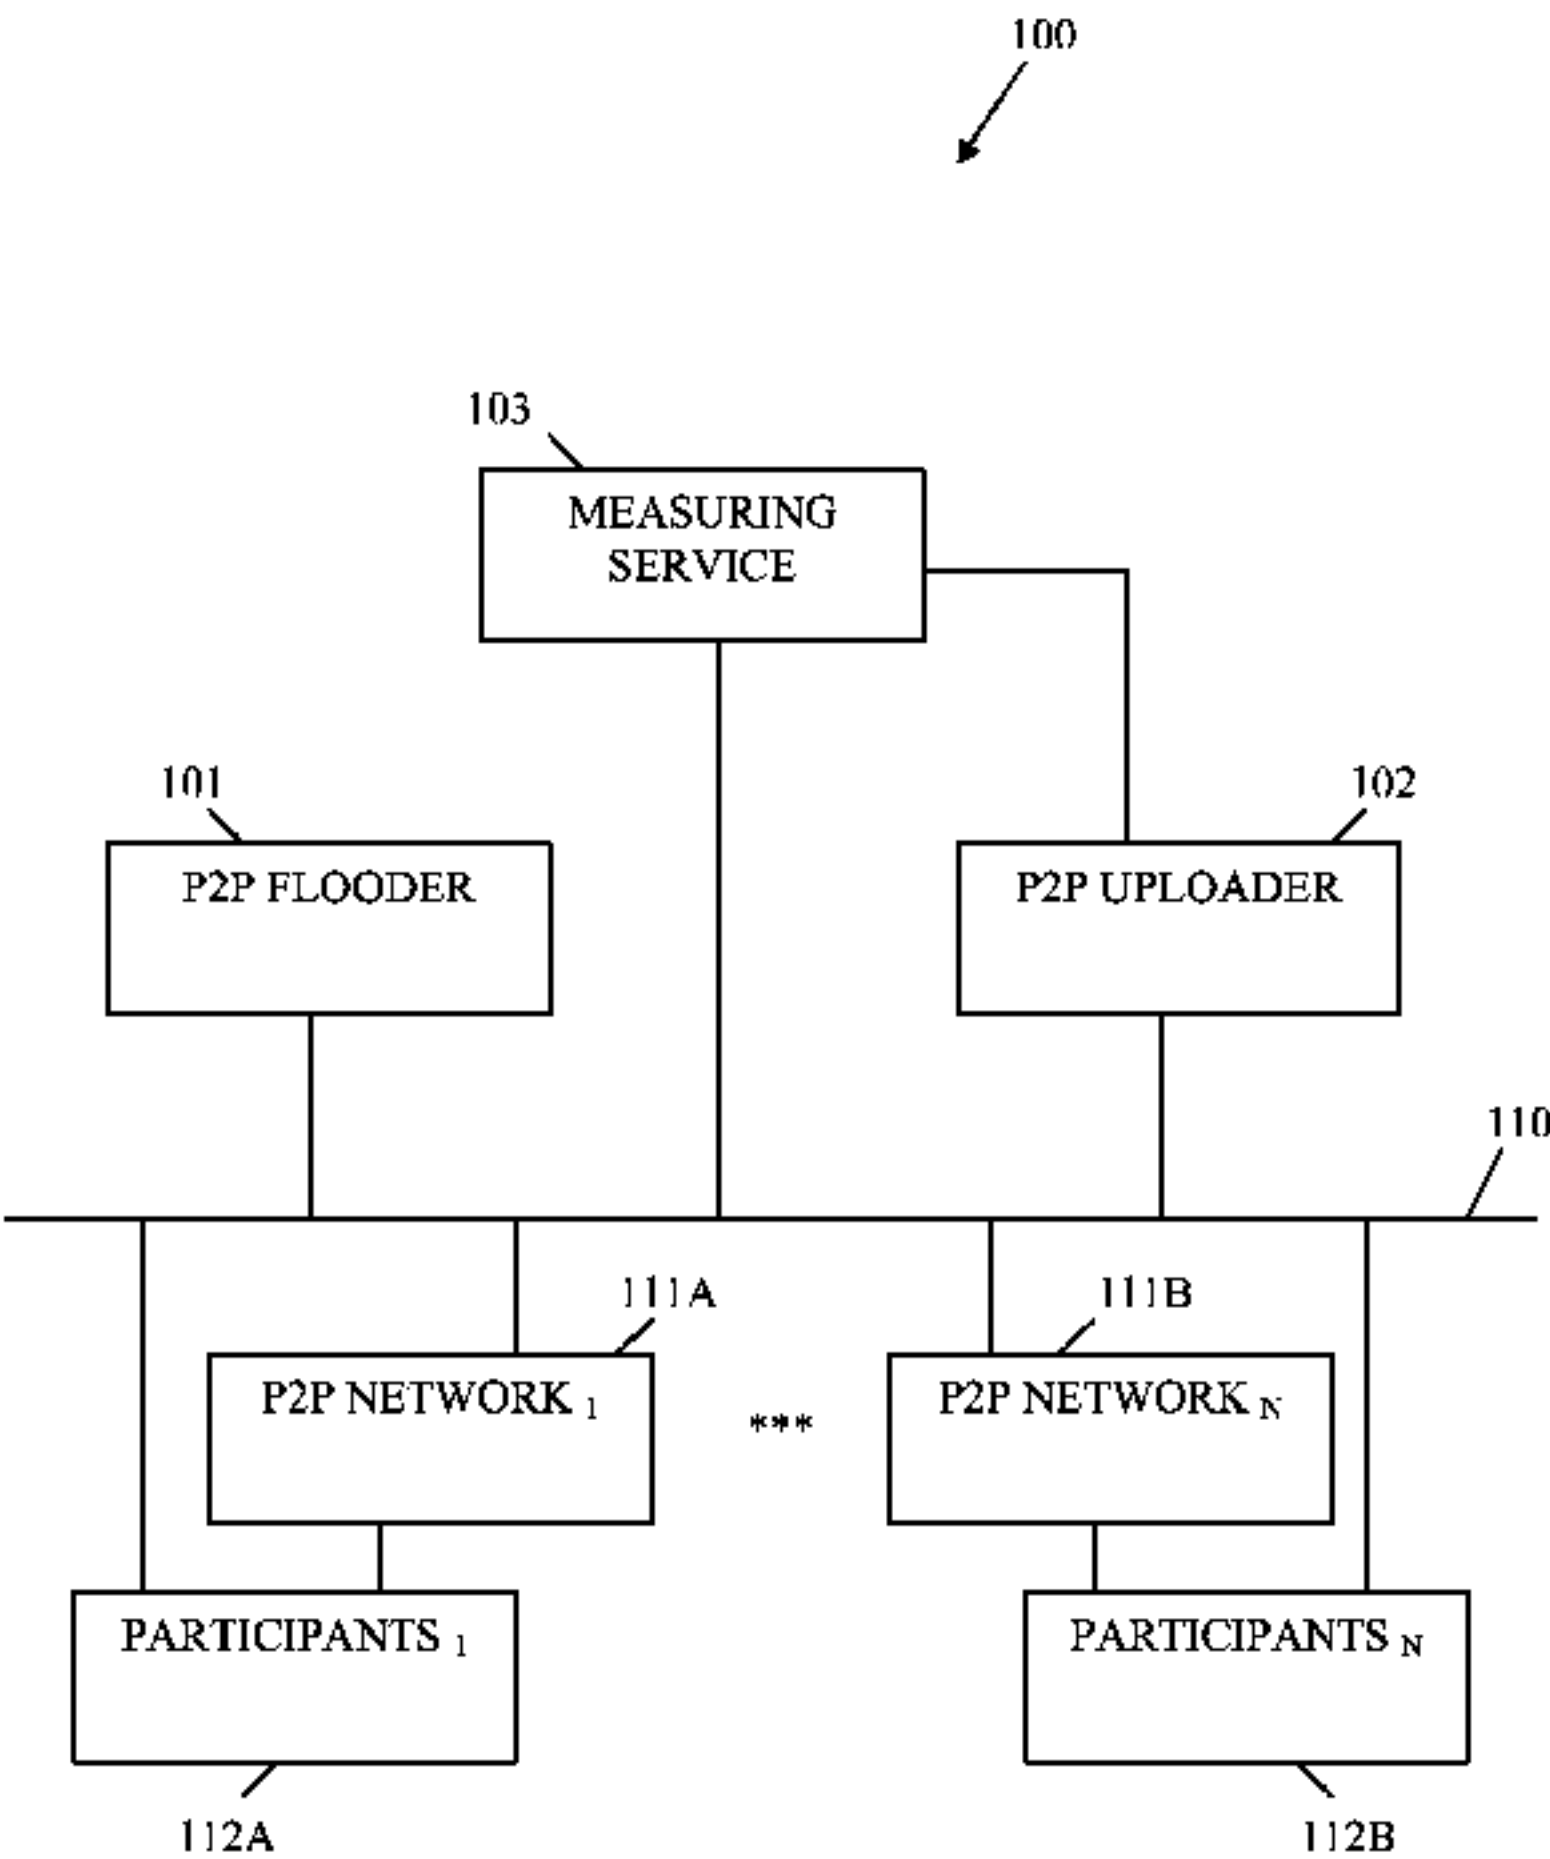 100
103
MEASURING
SERVICE
101
102
P2P FLOODER
P2P UPLOADER
110
111A
111B
P2P NETWORK 1
***
P2P NETWORK N
PARTICIPANTS 1
PARTICIPANTS N
112A
112B